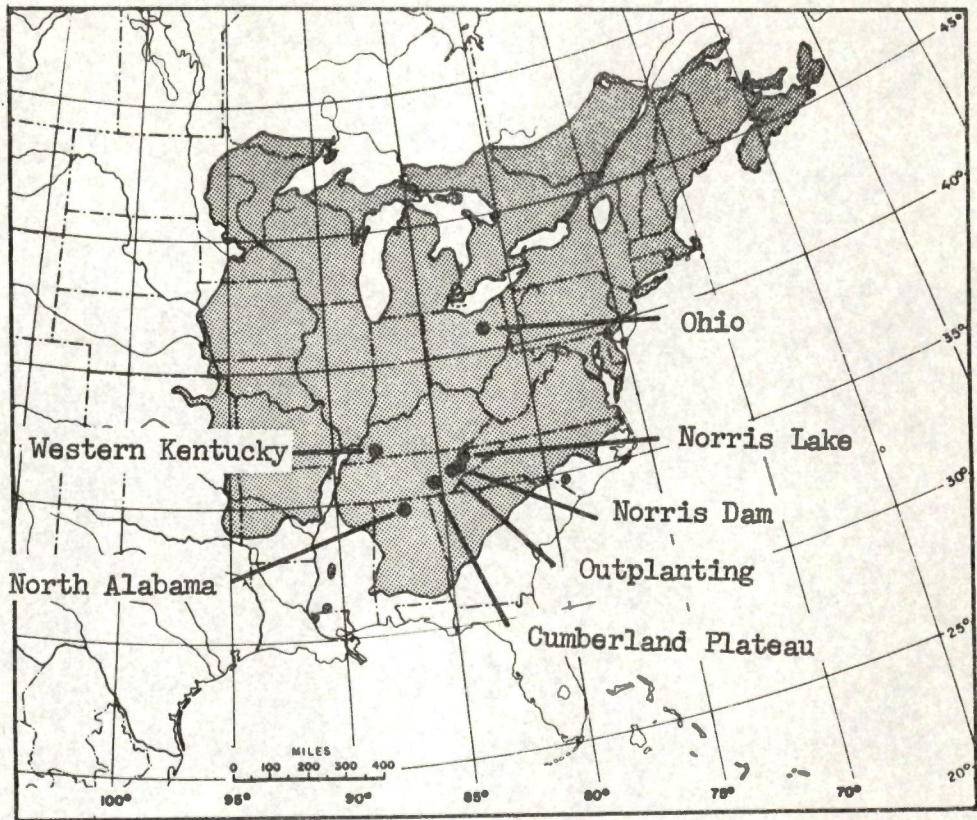 45°
40°
35°
30°
25°
20°
Ohio
Western Kentucky
Norris Lake
Norris Dam
North Alabama
Outplanting
Cumberland Plateau
MILES
0 100 200 300 400
100° 95° 90° 85° 80° 75° 70°